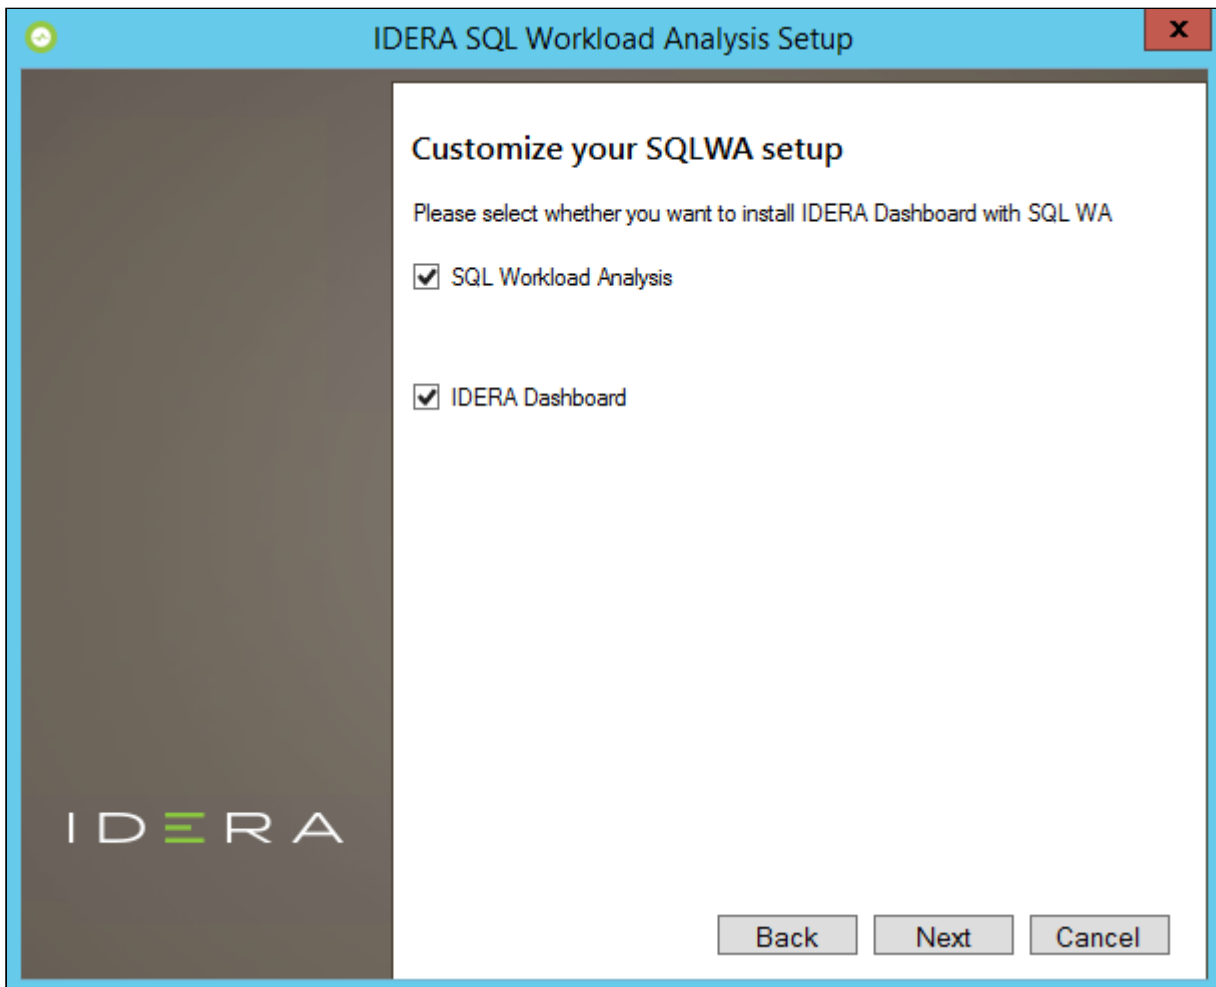 IDERA SQL Workload Analysis Setup
x
Customize your SQLWA setup
Please select whether you want to install IDERA Dashboard with SQL WA
SQL Workload Analysis
IDERA Dashboard
IDERA
Back Next Cancel